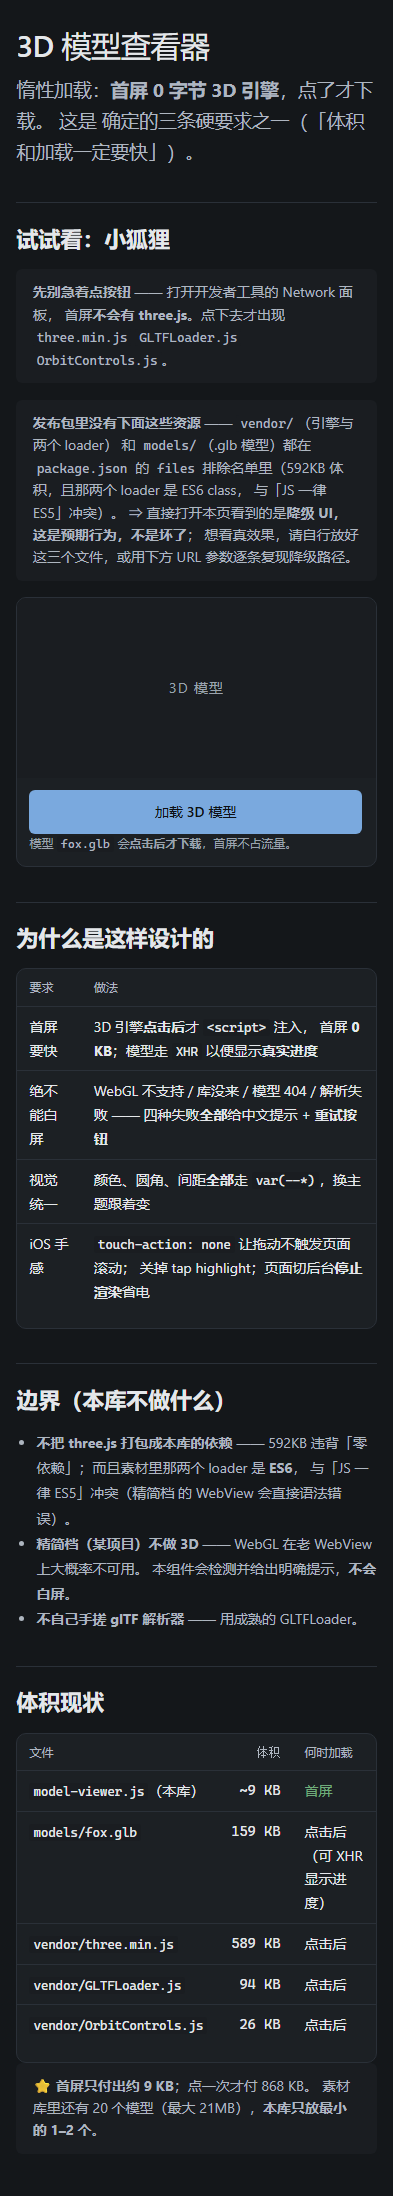 3D 模型查看器
惰性加载：首屏 0 字节 3D 引擎，点了才下
载。 这是 确定的三条硬要求之一（「体积
和加载一定要快」）。
试试看：小狐狸
先别急着点按钮 —— 打开开发者工具的 Network 面
板， 首屏不会有 three.js。点下去才出现
three.min.js GLTFLoader.js
OrbitControls.js 。
发布包里没有下面这些资源 —— vendor/ （引擎与
两个 loader） 和 models/ （.glb 模型）都在
package.json 的 files 排除名单里（592KB 体
积，且那两个 loader 是 ES6 class， 与「JS 一律
ES5」冲突）。 ⇒ 直接打开本页看到的是降级 UI，
这是预期行为，不是坏了； 想看真效果，请自行放好
这三个文件，或用下方 URL 参数逐条复现降级路径。
3D 模型
加载 3D 模型
模型 fox.glb 会点击后才下载，首屏不占流量。
为什么是这样设计的
要求 做法
首屏 3D 引擎点击后才 <script> 注入， 首屏 0
要快 KB；模型走 XHR 以便显示真实进度
绝不 WebGL 不支持 / 库没来 / 模型 404 / 解析失
能白 败 —— 四种失败全部给中文提示 + 重试按
屏 钮
视觉 颜色、圆角、间距全部走 var(--*) ，换主
统一 题跟着变
iOS 手 touch-action: none 让拖动不触发页面
感 滚动； 关掉 tap highlight；页面切后台停止
渲染省电
边界（本库不做什么）
• 不把 three.js 打包成本库的依赖 —— 592KB 违背「零
依赖」；而且素材里那两个 loader 是 ES6， 与「JS 一
律 ES5」冲突（精简档 的 WebView 会直接语法错
误）。
• 精简档（某项目）不做 3D —— WebGL 在老 WebView
上大概率不可用。 本组件会检测并给出明确提示，不会
白屏。
• 不自己手搓 glTF 解析器 —— 用成熟的 GLTFLoader。
体积现状
文件 体积 何时加载
model-viewer.js （本库） ~9 KB 首屏
models/fox.glb 159 KB 点击后
（可 XHR
显示进
度）
vendor/three.min.js 589 KB 点击后
vendor/GLTFLoader.js 94 KB 点击后
vendor/OrbitControls.js 26 KB 点击后
⭐ 首屏只付出约 9 KB；点一次才付 868 KB。 素材
库里还有 20 个模型（最大 21MB），本库只放最小
的 1–2 个。